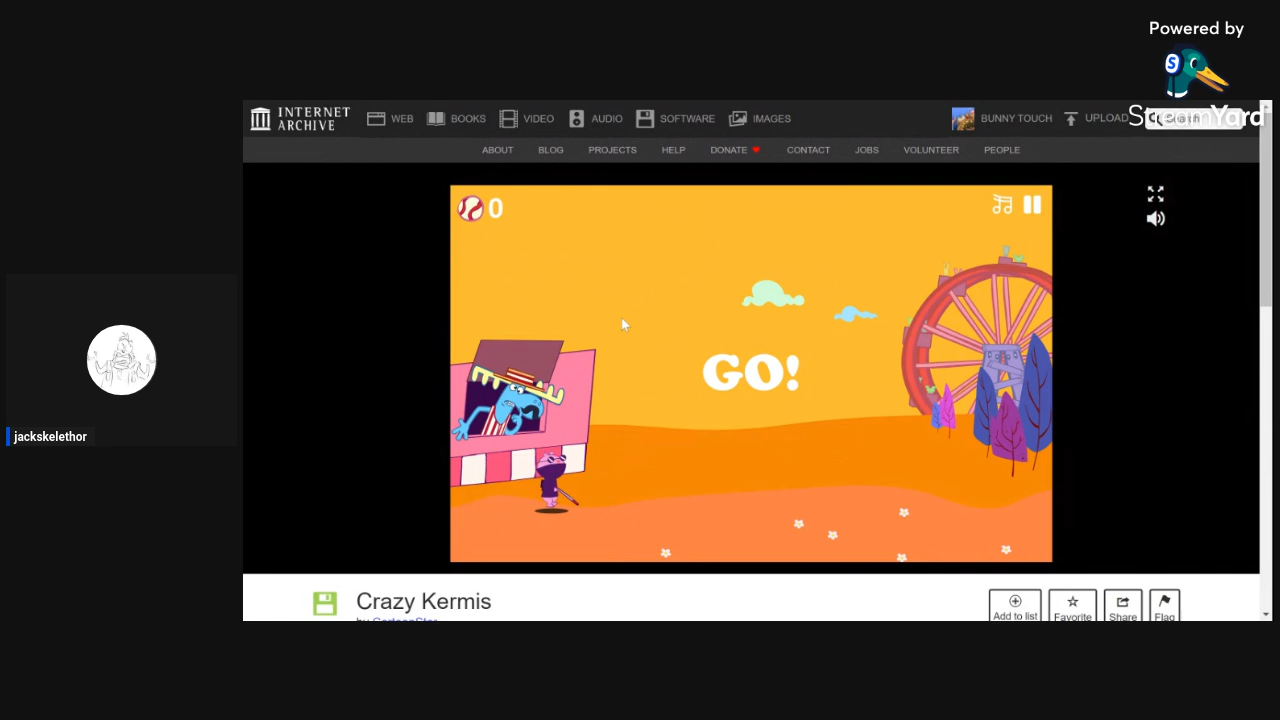 Powered by
StreamYard
INTERNET ARCHIVE
WEB BOOKS VIDEO AUDIO SOFTWARE IMAGES
BUNNY TOUCH UPLOAD
ABOUT BLOG PROJECTS HELP DONATE CONTACT JOBS VOLUNTEER PEOPLE
0
GO!
jackskelethor
Crazy Kermis
Add to list Favorite Share Flag